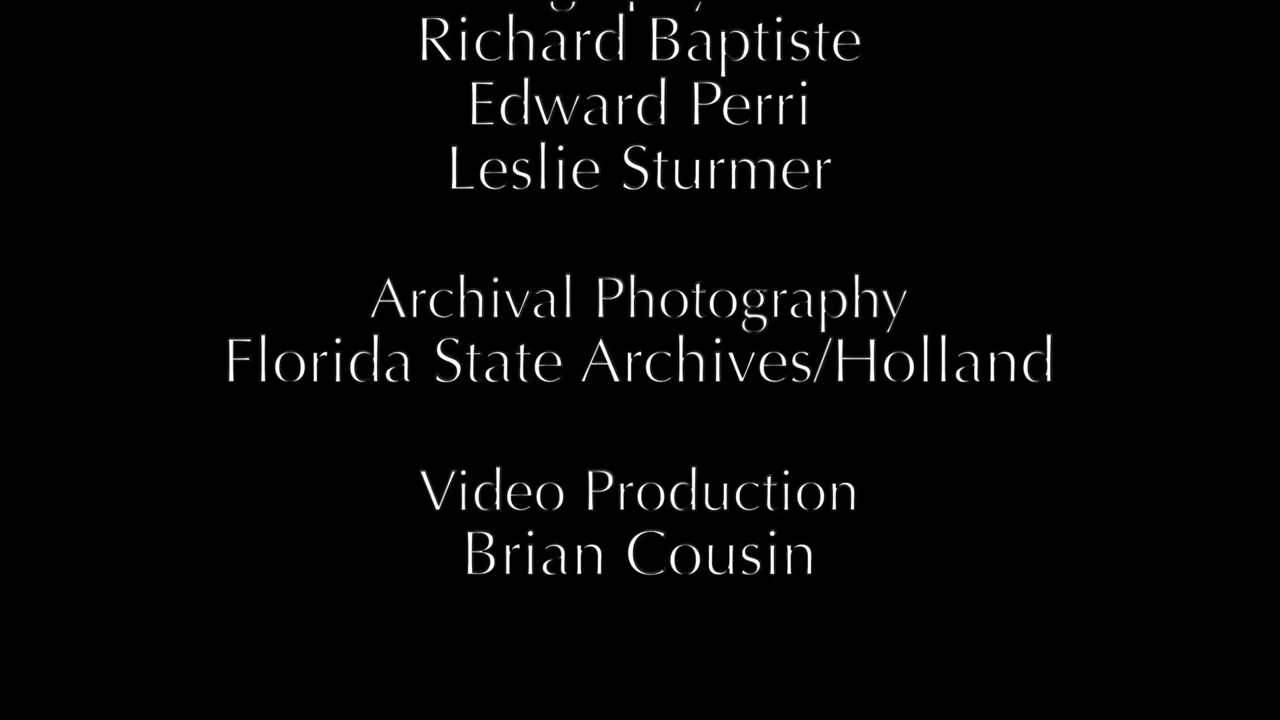 Richard Baptiste
Edward Perri
Leslie Sturmer
Archival Photography
Florida State Archives/Holland
Video Production
Brian Cousin